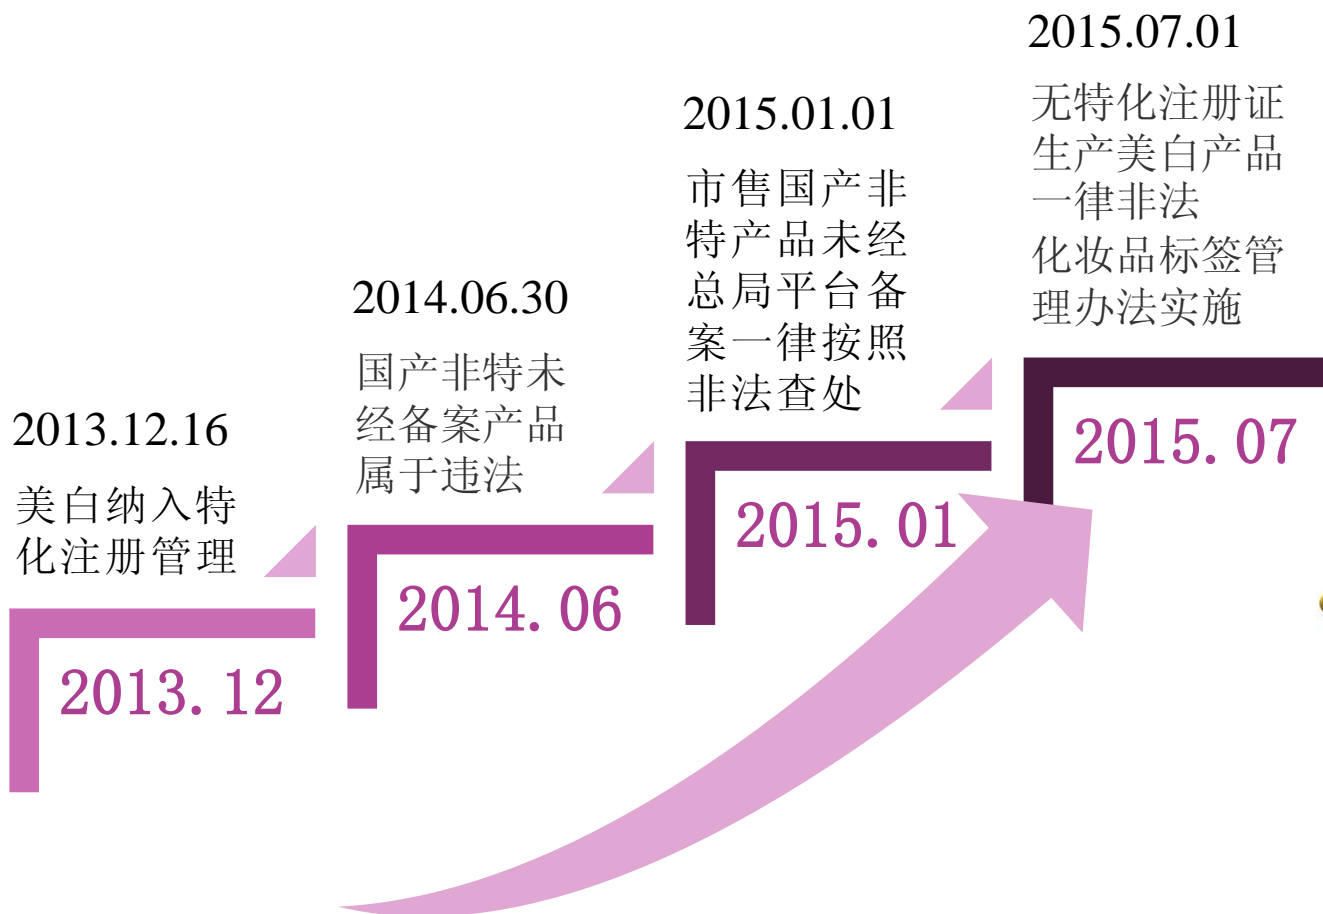 2013.12.16
美白纳入特
化注册管理
2013.12
2014.06.30
国产非特未
经备案产品
属于违法
2014.06
2015.01.01
市售国产非
特产品未经
总局平台备
案一律按照
非法查处
2015.01
2015.07.01
无特化注册证
生产美白产品
一律非法
化妆品标签管
理办法实施
2015.07